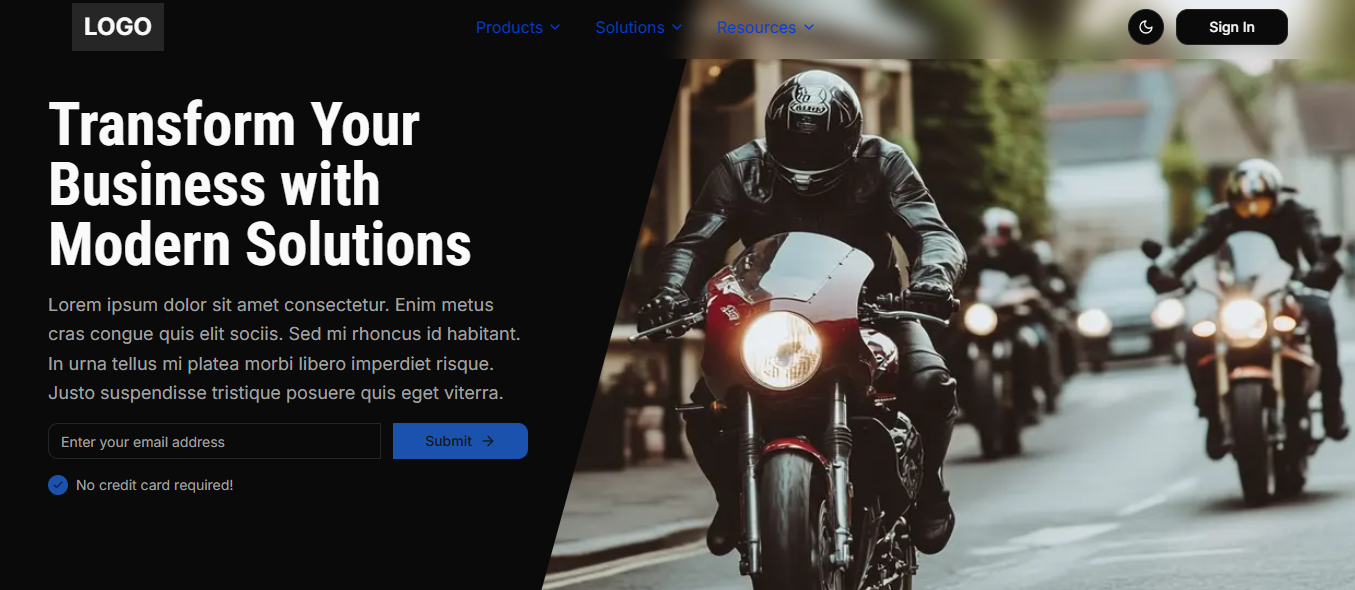 LOGO
Products
Solutions
Resources
Sign In
Transform Your
Business with
Modern Solutions
Lorem ipsum dolor sit amet consectetur. Enim metus
cras congue quis elit sociis. Sed mi rhoncus id habitant.
In urna tellus mi platea morbi libero imperdiet risque.
Justo suspendisse tristique posuere quis eget viterra.
Enter your email address
Submit
No credit card required!